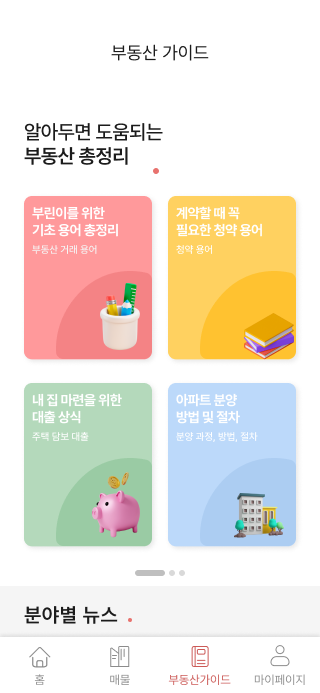 부동산 가이드
알아두면 도움되는
부동산 총정리
부린이를 위한
기초 용어 총정리
부동산 거래 용어
계약할 때 꼭
필요한 청약 용어
청약 용어
내 집 마련을 위한
대출 상식
주택 담보 대출
아파트 분양
방법 및 절차
분양 과정, 방법, 절차
분야별 뉴스
홈
매물
부동산가이드
마이페이지